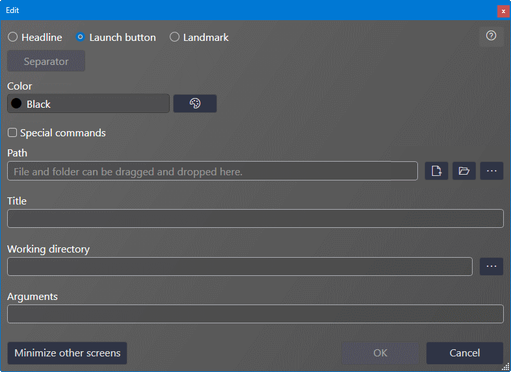 Edit
Headline Launch button Landmark
Separator
Color
Black
Special commands
Path
File and folder can be dragged and dropped here.
Title
Working directory
Arguments
Minimize other screens OK Cancel